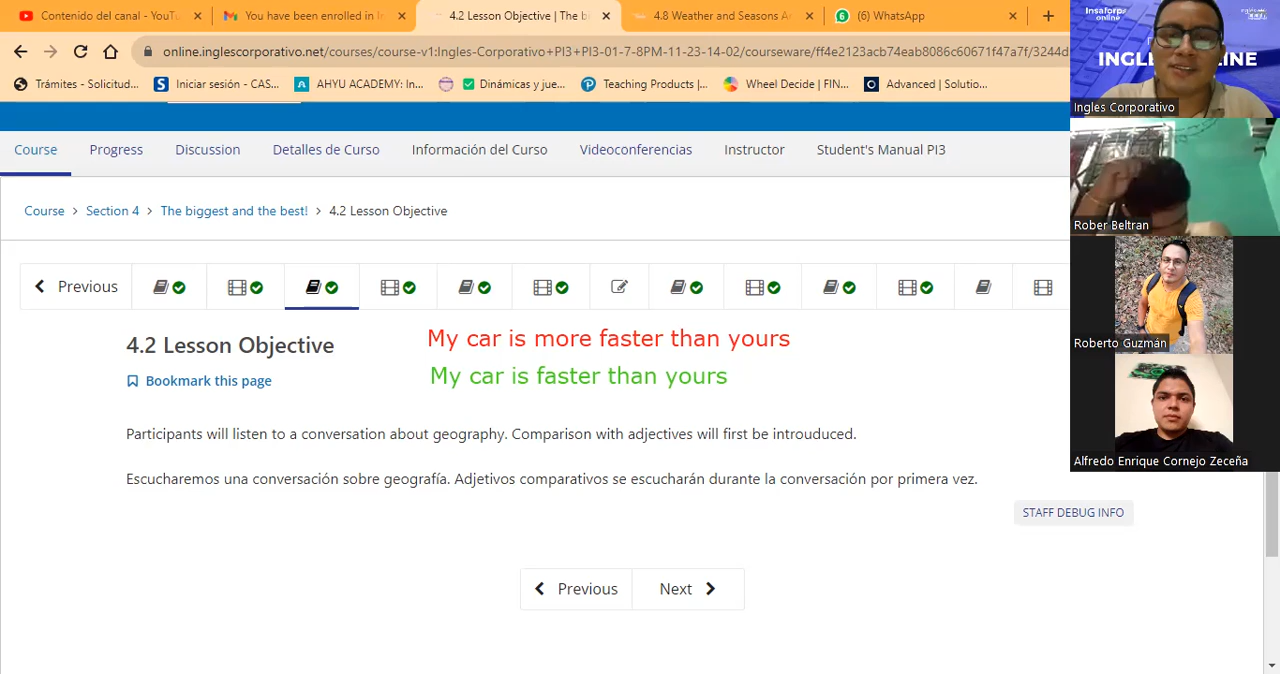 Contenido del canal - YouTu
You have been enrolled in I
4.2 Lesson Objective | The b
4.8 Weather and Seasons A
(6) WhatsApp
online.inglescorporativo.net/courses/course-v1:Ingles-Corporativo+PI3+PI3-01-7-8PM-11-23-14-02/courseware/ff4e2123acb74eab8086c60671f47a7f/3244d
Trámites - Solicitud...
Iniciar sesión - CAS...
AHYU ACADEMY: In...
Dinámicas y jue...
Teaching Products |...
Wheel Decide | FIN...
Advanced | Solutio...
Course Progress Discussion Detalles de Curso Información del Curso Videoconferencias Instructor Student's Manual PI3
Course > Section 4 > The biggest and the best! > 4.2 Lesson Objective
Previous
4.2 Lesson Objective
My car is more faster than yours
Bookmark this page
My car is faster than yours
Participants will listen to a conversation about geography. Comparison with adjectives will first be introuduced.
Escucharemos una conversación sobre geografía. Adjetivos comparativos se escucharán durante la conversación por primera vez.
STAFF DEBUG INFO
Previous Next
Insaforp
online
Ingles Corporativo
Rober Beltran
Roberto Guzmán
Alfredo Enrique Cornejo Zeceña